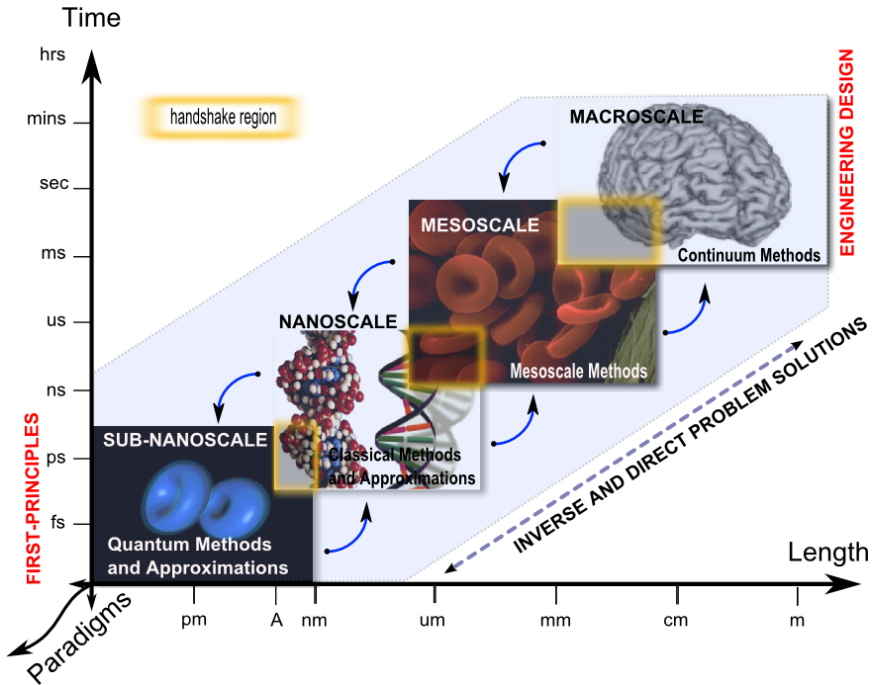 Time
hrs
mins
sec
ms
us
ns
ps
fs
handshake region
MACROSCALE
Continuum Methods
MESOSCALE
Mesoscale Methods
NANOSCALE
Classical Methods
and Approximations
SUB-NANOSCALE
Quantum Methods
and Approximations
FIRST-PRINCIPLES
ENGINEERING DESIGN
INVERSE AND DIRECT PROBLEM SOLUTIONS
Length
Paradigms
pm
A
nm
um
mm
cm
m